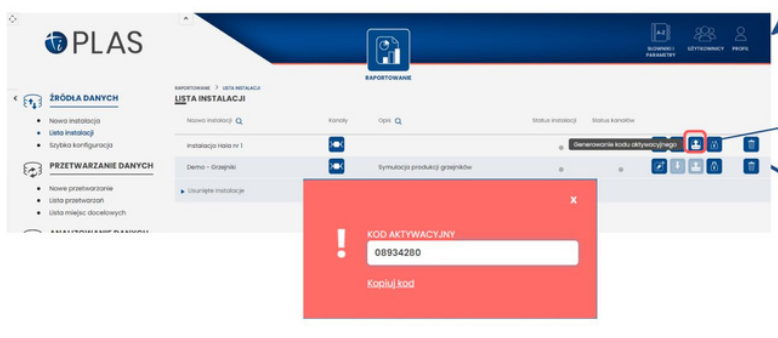 PLAS
SŁOWNIKI I
PARAMETRY
UŻYTKOWNICY
PROFIL
RAPORTOWANIE
RAPORTOWANIE > LISTA INSTALACJI
LISTA INSTALACJI
ŹRÓDŁA DANYCH
Nowa instalacja
Lista instalacji
Szybka konfiguracja
PRZETWARZANIE DANYCH
Nowe przetwarzanie
Lista przetwarzań
Lista miejsc docelowych
ANALIZOWANIE DANYCH
Nazwa instalacji
Kanały
Opis
Status instalacji
Status kanałów
Instalacja Hala nr 1
Generowanie kodu aktywacyjnego
Demo - Grzejniki
Symulacja produkcji grzejników
Usunięte instalacje
x
!
KOD AKTYWACYJNY
08934280
Kopiuj kod